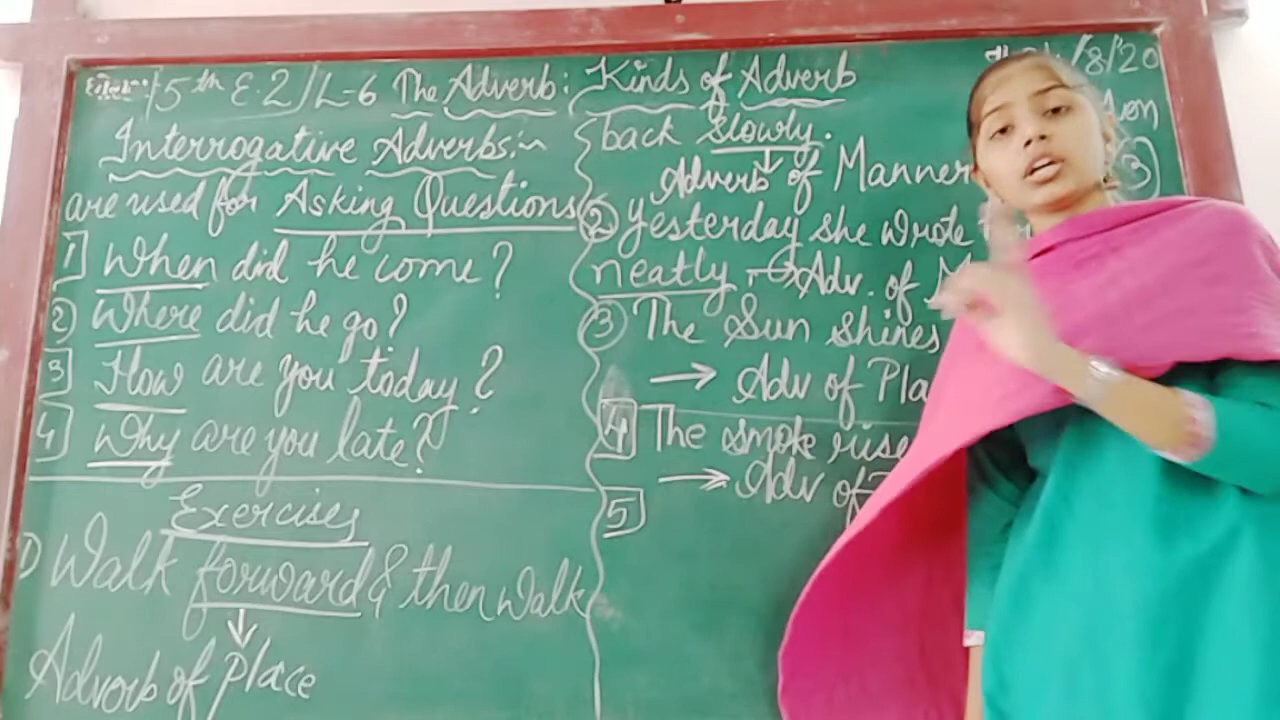 5th E.2 / L-6 The Adverb: Kinds of Adverb
/8/20
Interrogative Adverbs:~
are used for Asking Questions
1] When did he come?
2) Where did he go?
3] How are you today?
4] Why are you late?
Exercises
1) Walk forward & then walk
Adverb of Place
back slowly.
Adverb of Manner
3
② yesterday she wrote
neatly → Adv. of
③ The Sun shines
→ Adv of Pla
4 The smoke rise
→ Adv of
5